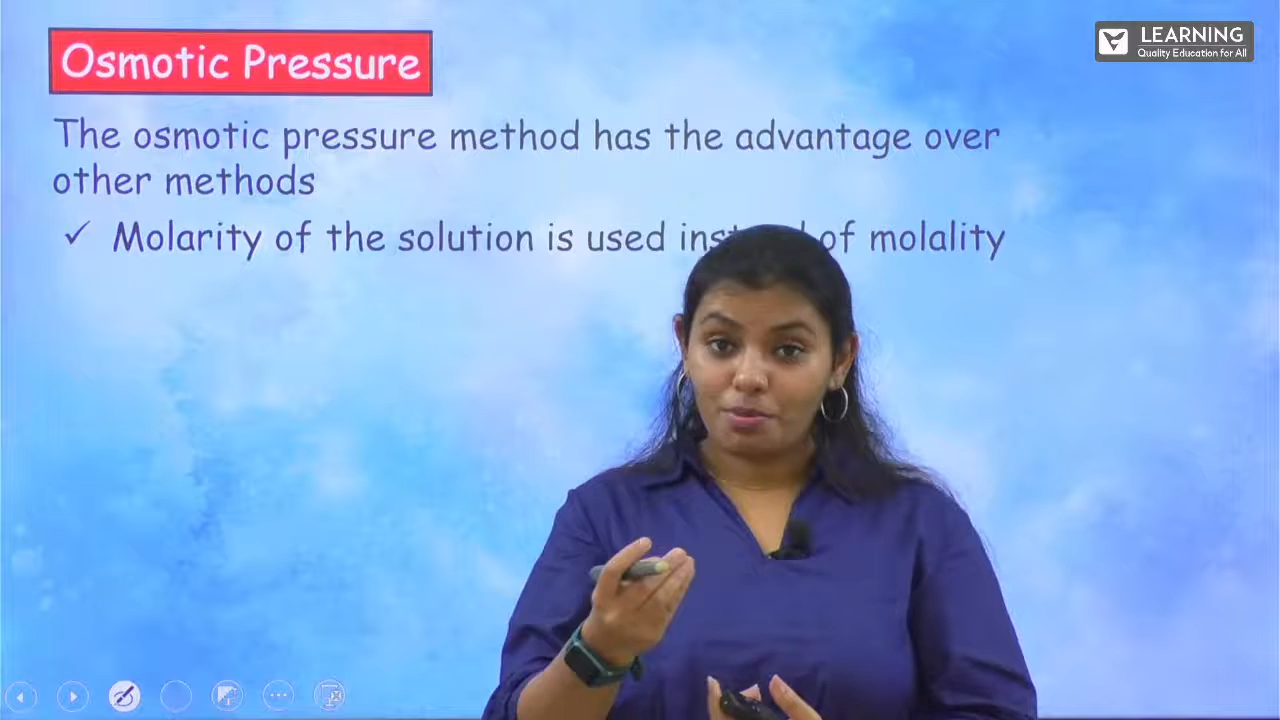 Osmotic Pressure
LEARNING
Quality Education for All
The osmotic pressure method has the advantage over
other methods
✓ Molarity of the solution is used of molality